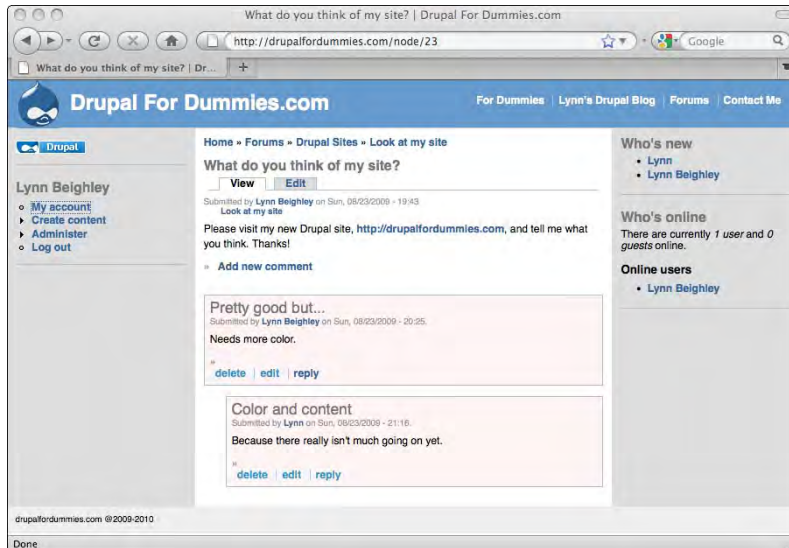 What do you think of my site? | Drupal For Dummies.com
http://drupalfordummies.com/node/23
Google
What do you think of my site? | Dr...
Drupal For Dummies.com
For Dummies | Lynn's Drupal Blog | Forums | Contact Me
Drupal
Lynn Beighley
My account
Create content
Administer
Log out
Home » Forums » Drupal Sites » Look at my site
What do you think of my site?
View Edit
Submitted by Lynn Beighley on Sun, 08/23/2009 - 19:43
Look at my site
Please visit my new Drupal site, http://drupalfordummies.com, and tell me what
you think. Thanks!
» Add new comment
Pretty good but...
Submitted by Lynn Beighley on Sun, 08/23/2009 - 20:25.
Needs more color.
»
delete | edit | reply
Color and content
Submitted by Lynn on Sun, 08/23/2009 - 21:16.
Because there really isn't much going on yet.
»
delete | edit | reply
Who's new
• Lynn
• Lynn Beighley
Who's online
There are currently 1 user and 0
guests online.
Online users
• Lynn Beighley
drupalfordummies.com @2009-2010
Done